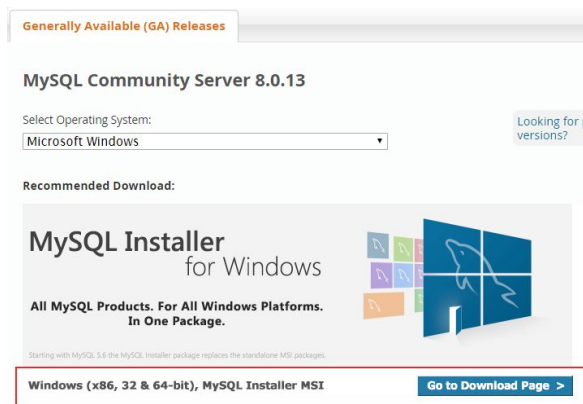 Generally Available (GA) Releases
MySQL Community Server 8.0.13
Select Operating System:
Looking for
versions?
Microsoft Windows
Recommended Download:
MySQL Installer
for Windows
All MySQL Products. For All Windows Platforms.
In One Package.
Starting with MySQL 5.6 the MySQL Installer package replaces the standalone MSI packages.
Windows (x86, 32 & 64-bit), MySQL Installer MSI
Go to Download Page >